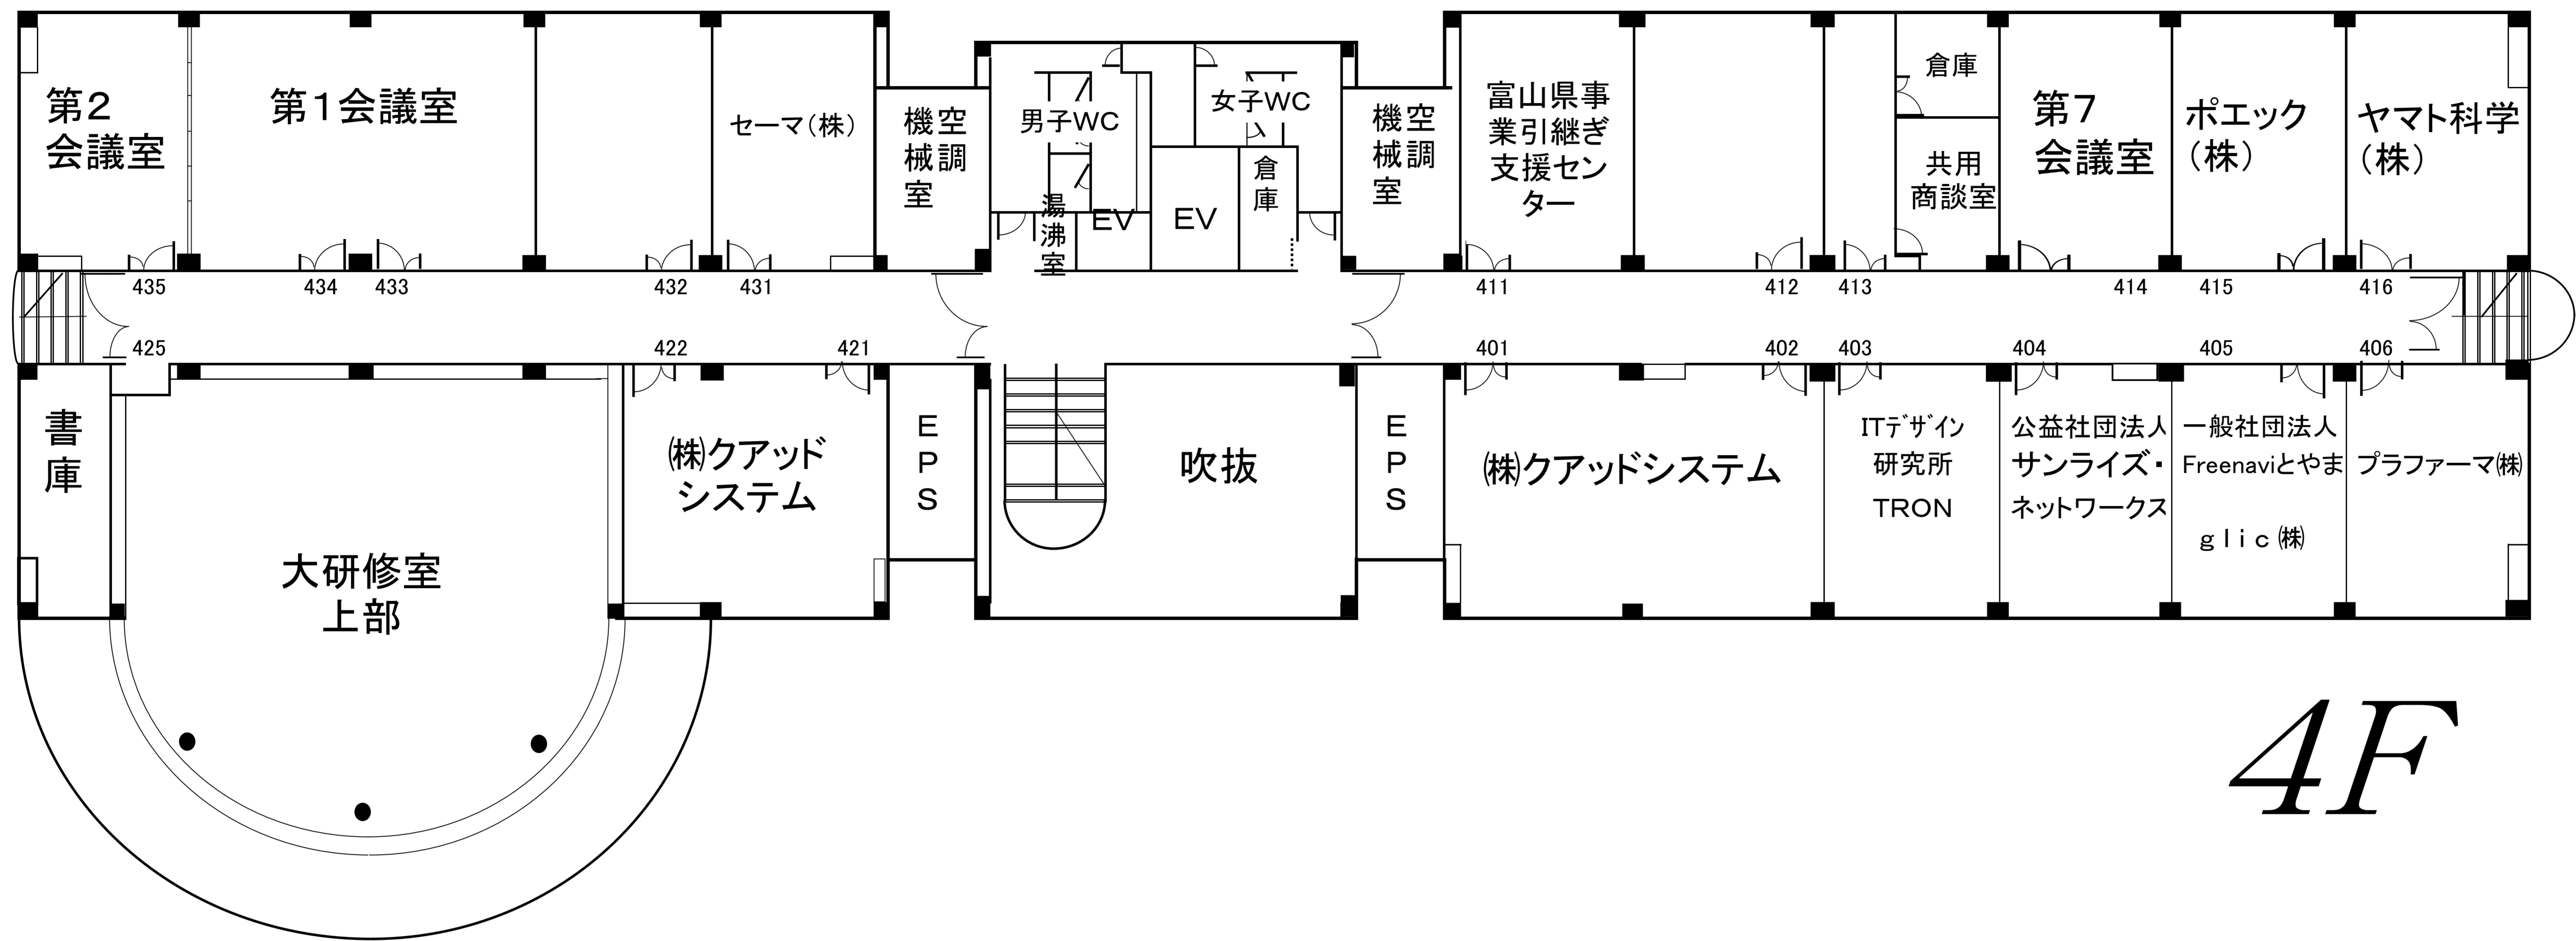 第２
会議室
第１会議室
セーマ（株）
空調
機械室
男子WC
女子WC
倉庫
湯沸室
EV
EV
空調
機械室
富山県事
業引継ぎ
支援セン
ター
倉庫
共用
商談室
第７
会議室
ポエック
（株）
ヤマト科学
（株）
435
434
433
432
431
411
412
413
414
415
416
425
422
421
401
402
403
404
405
406
書庫
大研修室
上部
㈱クアッド
システム
EPS
吹抜
EPS
㈱クアッドシステム
ITﾃﾞｻﾞｲﾝ
研究所
TRON
公益社団法人
サンライズ・
ネットワークス
一般社団法人
Freenaviとやま
ｇｌｉｃ㈱
プラファーマ㈱
4F